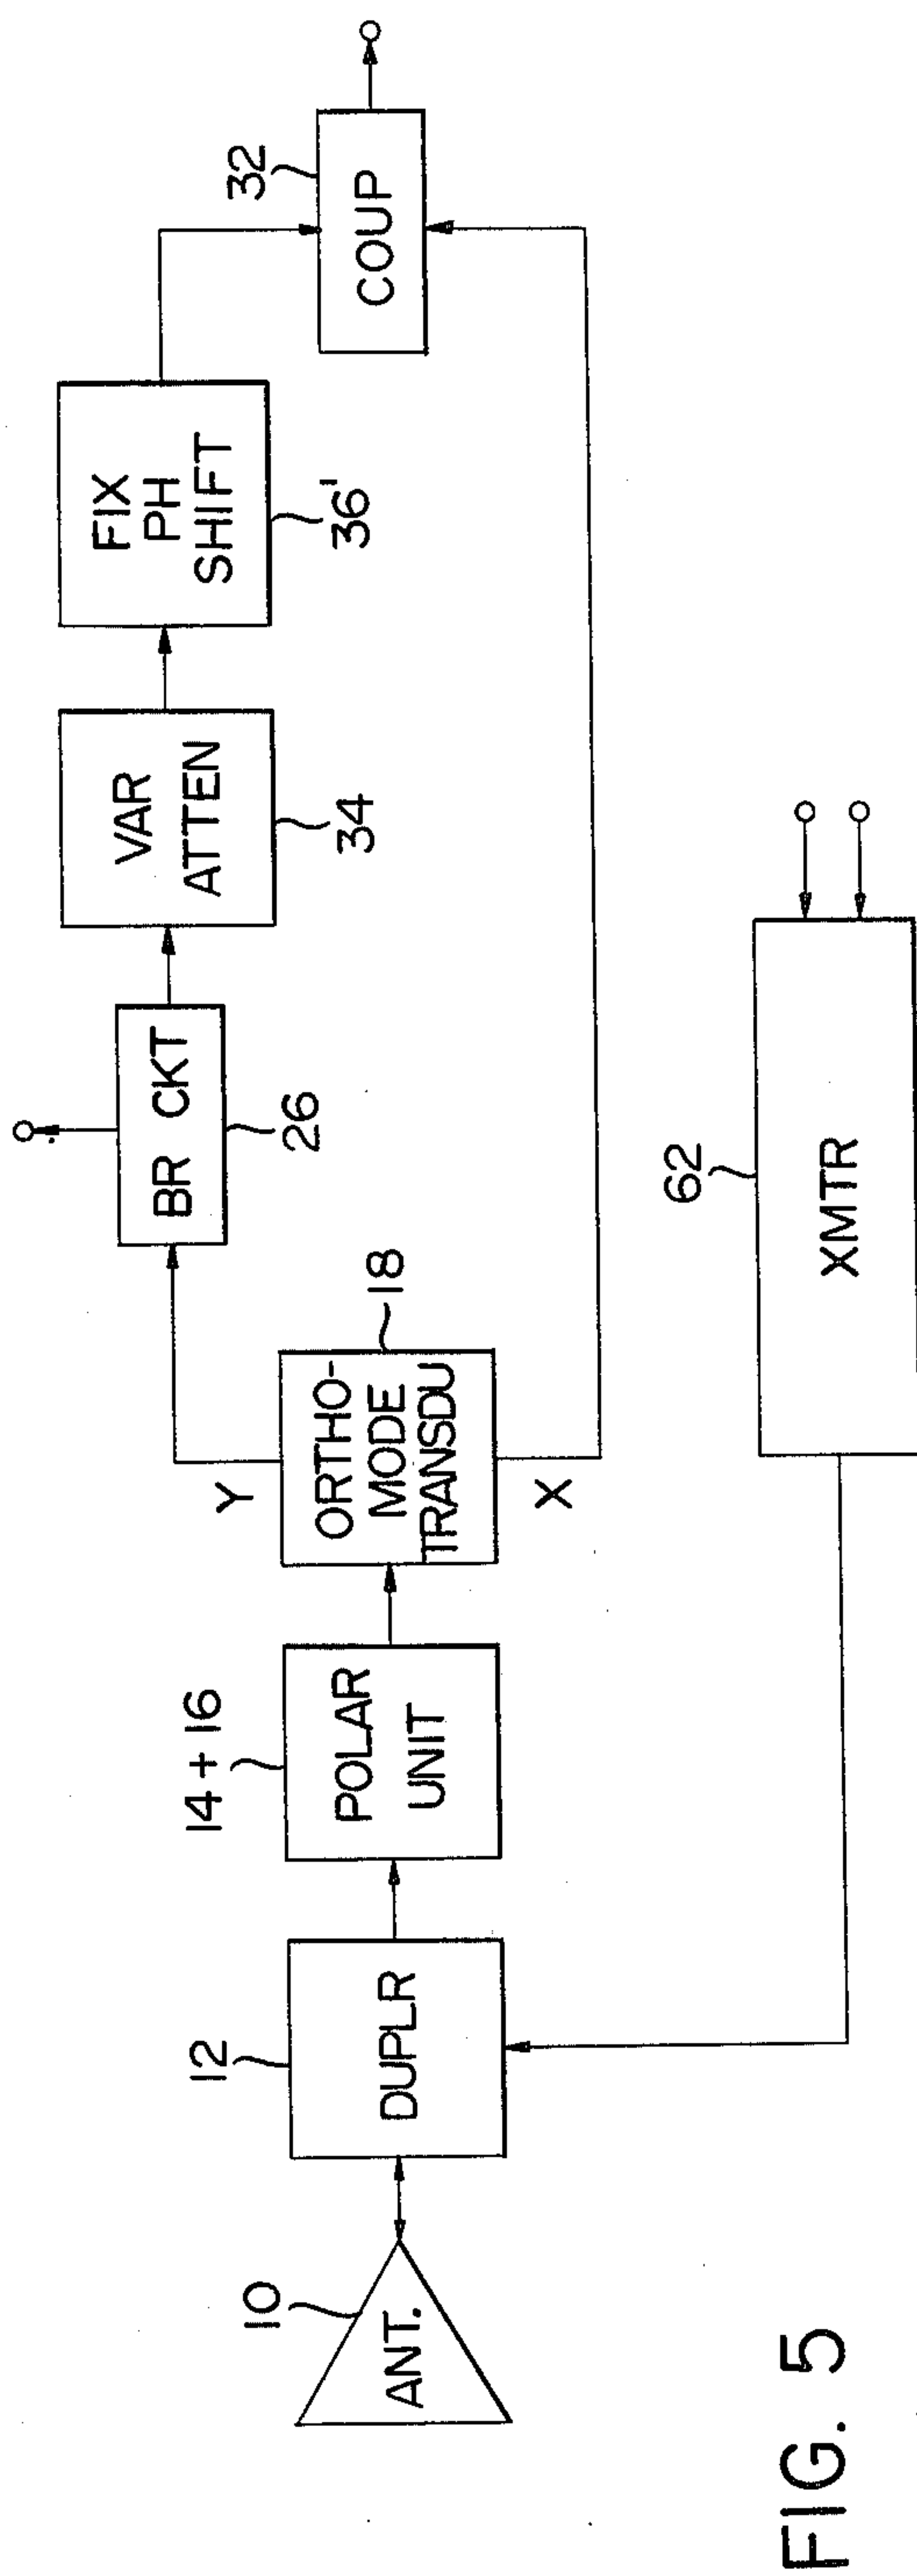 10
ANT.
12
DUPLR
14 + 16
POLAR
UNIT
18
ORTHO-
MODE
TRANSDU
Y
X
BR CKT
26
VAR
ATTEN
34
FIX
PH
SHIFT
36'
32
COUP
62
XMTR
FIG. 5